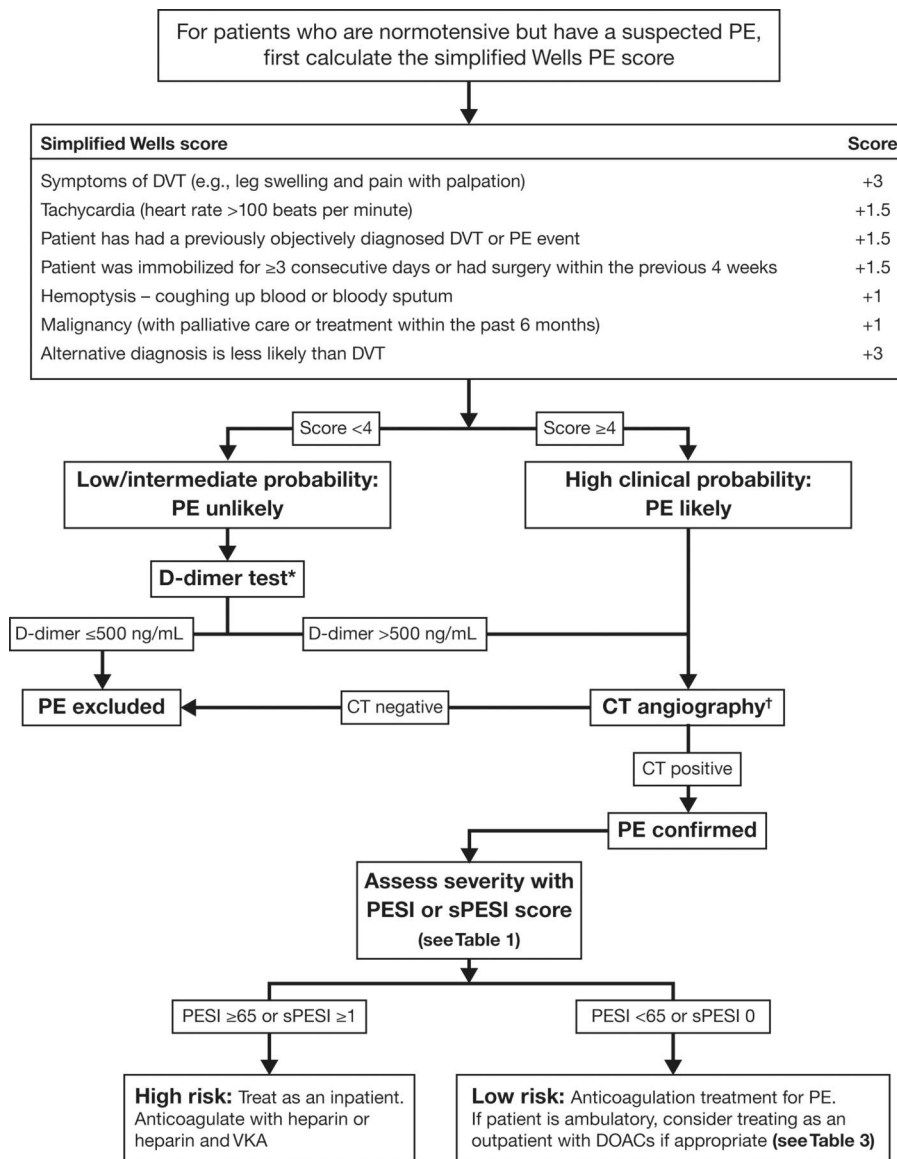 For patients who are normotensive but have a suspected PE,
first calculate the simplified Wells PE score
Simplified Wells score Score
Symptoms of DVT (e.g., leg swelling and pain with palpation) +3
Tachycardia (heart rate >100 beats per minute) +1.5
Patient has had a previously objectively diagnosed DVT or PE event +1.5
Patient was immobilized for ≥3 consecutive days or had surgery within the previous 4 weeks +1.5
Hemoptysis – coughing up blood or bloody sputum +1
Malignancy (with palliative care or treatment within the past 6 months) +1
Alternative diagnosis is less likely than DVT +3
Score <4
Score ≥4
Low/intermediate probability:
PE unlikely
High clinical probability:
PE likely
D-dimer test*
D-dimer ≤500 ng/mL
D-dimer >500 ng/mL
PE excluded
CT negative
CT angiography†
CT positive
PE confirmed
Assess severity with
PESI or sPESI score
(see Table 1)
PESI ≥65 or sPESI ≥1
PESI <65 or sPESI 0
High risk: Treat as an inpatient.
Anticoagulate with heparin or
heparin and VKA
Low risk: Anticoagulation treatment for PE.
If patient is ambulatory, consider treating as an
outpatient with DOACs if appropriate (see Table 3)